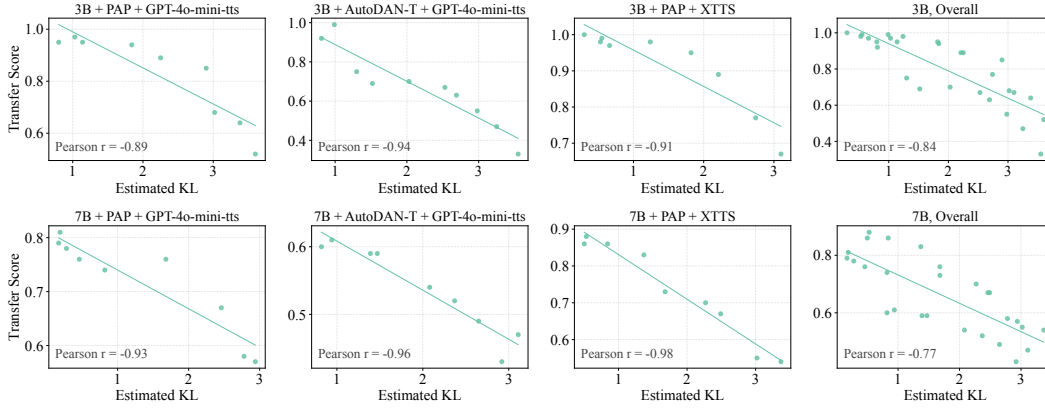 3B + PAP + GPT-4o-mini-tts
Transfer Score
1.0
0.8
0.6
Pearson r = -0.89
1
2
3
Estimated KL
3B + AutoDAN-T + GPT-4o-mini-tts
1.0
0.8
0.6
0.4
Pearson r = -0.94
1
2
3
Estimated KL
3B + PAP + XTTS
1.0
0.9
0.8
0.7
Pearson r = -0.91
1
2
3
Estimated KL
3B, Overall
1.0
0.8
0.6
0.4
Pearson r = -0.84
1
2
3
Estimated KL
7B + PAP + GPT-4o-mini-tts
Transfer Score
0.8
0.7
0.6
Pearson r = -0.93
1
2
3
Estimated KL
7B + AutoDAN-T + GPT-4o-mini-tts
0.6
0.5
Pearson r = -0.96
1
2
3
Estimated KL
7B + PAP + XTTS
0.9
0.8
0.7
0.6
Pearson r = -0.98
1
2
3
Estimated KL
7B, Overall
0.8
0.6
Pearson r = -0.77
1
2
3
Estimated KL